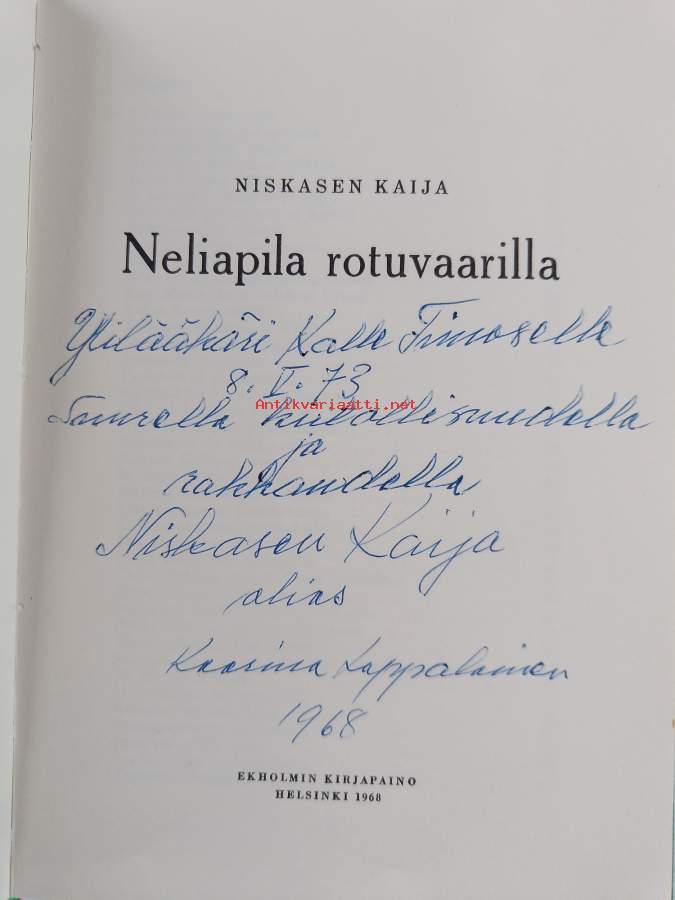 NISKASEN KAIJA
Neliapila rotuvaarilla
Ylilääkäri Kalle Timoselle
8. V. 73
Antikvariaatti.net
Suurella kiitollisuudella
ja
rakkaudella
Niskasen Kaija
alias
Kaarina Lappalainen
1968
EKHOLMIN KIRJAPAINO
HELSINKI 1968